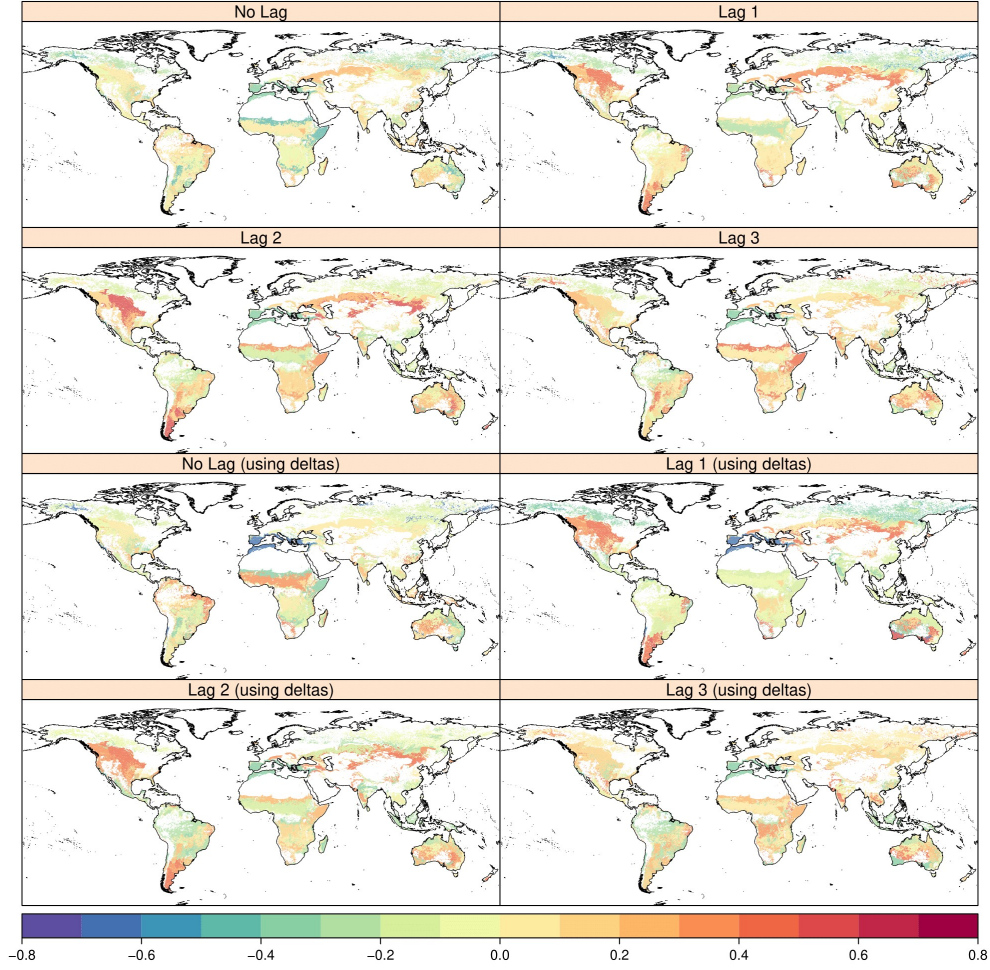 No Lag
Lag 1
Lag 2
Lag 3
No Lag (using deltas)
Lag 1 (using deltas)
Lag 2 (using deltas)
Lag 3 (using deltas)
−0.8 −0.6 −0.4 −0.2 0.0 0.2 0.4 0.6 0.8